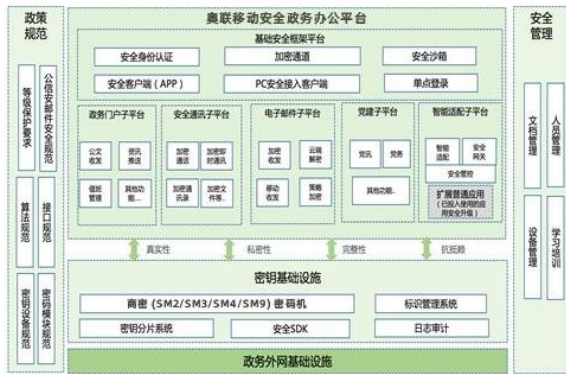 政策
规范
等级保护要求
公信安邮件安全规范
算法规范
接口规范
密钥设备规范
密码模块规范
奥联移动安全政务办公平台
基础安全框架平台
安全身份认证
加密通道
安全沙箱
安全客户端（APP）
PC安全接入客户端
单点登录
政务门户子平台
公文
收发
资讯
推送
值班
管理
其他功
能...
安全通讯子平台
加密
通话
加密即
时通讯
加密通
讯录
加密文
件等..
电子邮件子平台
加密
收发
云端
解密
移动
收发
策略
加密
党建子平台
党讯
党务
其他功能..
智能适配子平台
智能
适配
安全
网关
安全管控
扩展普通应用
（已投入使用的应
用安全升级）
真实性
私密性
完整性
抗抵赖
密钥基础设施
商密 (SM2/SM3/SM4/SM9) 密码机
标识管理系统
密钥分片系统
安全SDK
日志审计
政务外网基础设施
安全
管理
文档管理
人员管理
设备管理
学习培训